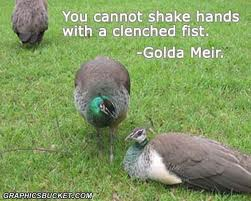 You cannot shake hands
with a clenched fist.
-Golda Meir.
GRAPHICSBUCKET.COM